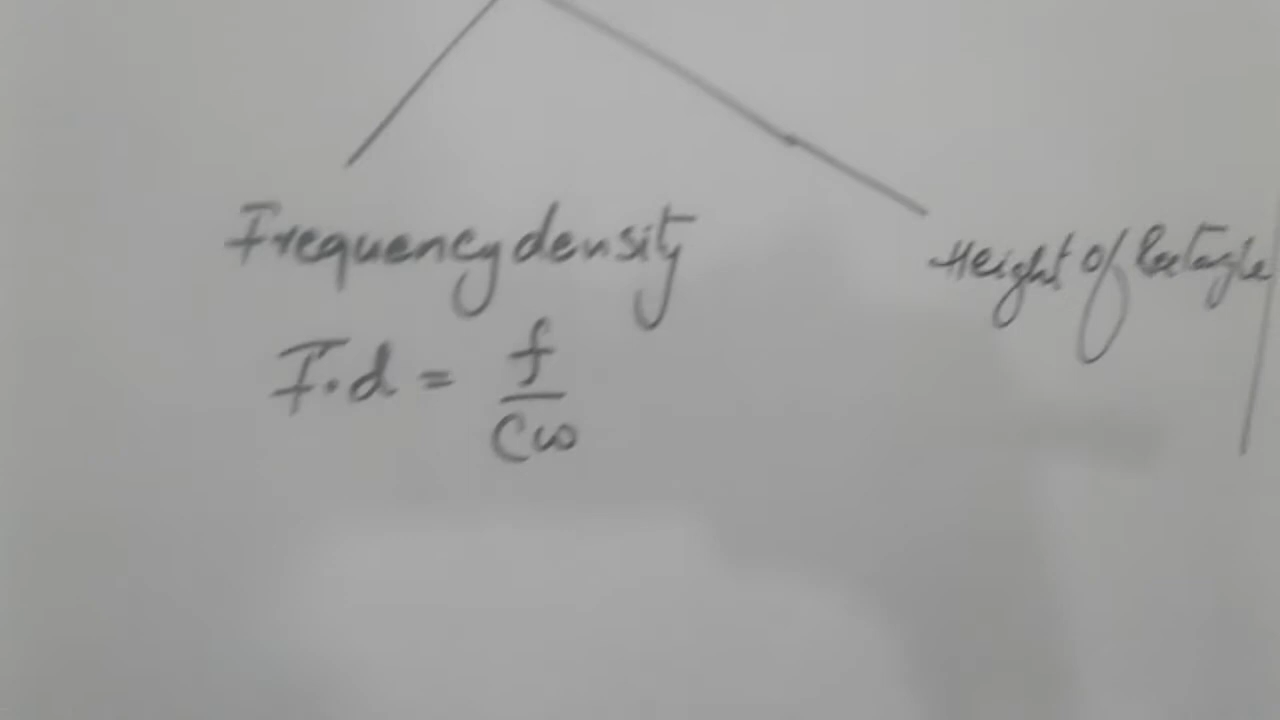 Frequency density
Height of Rectangle
F.d = f/cw